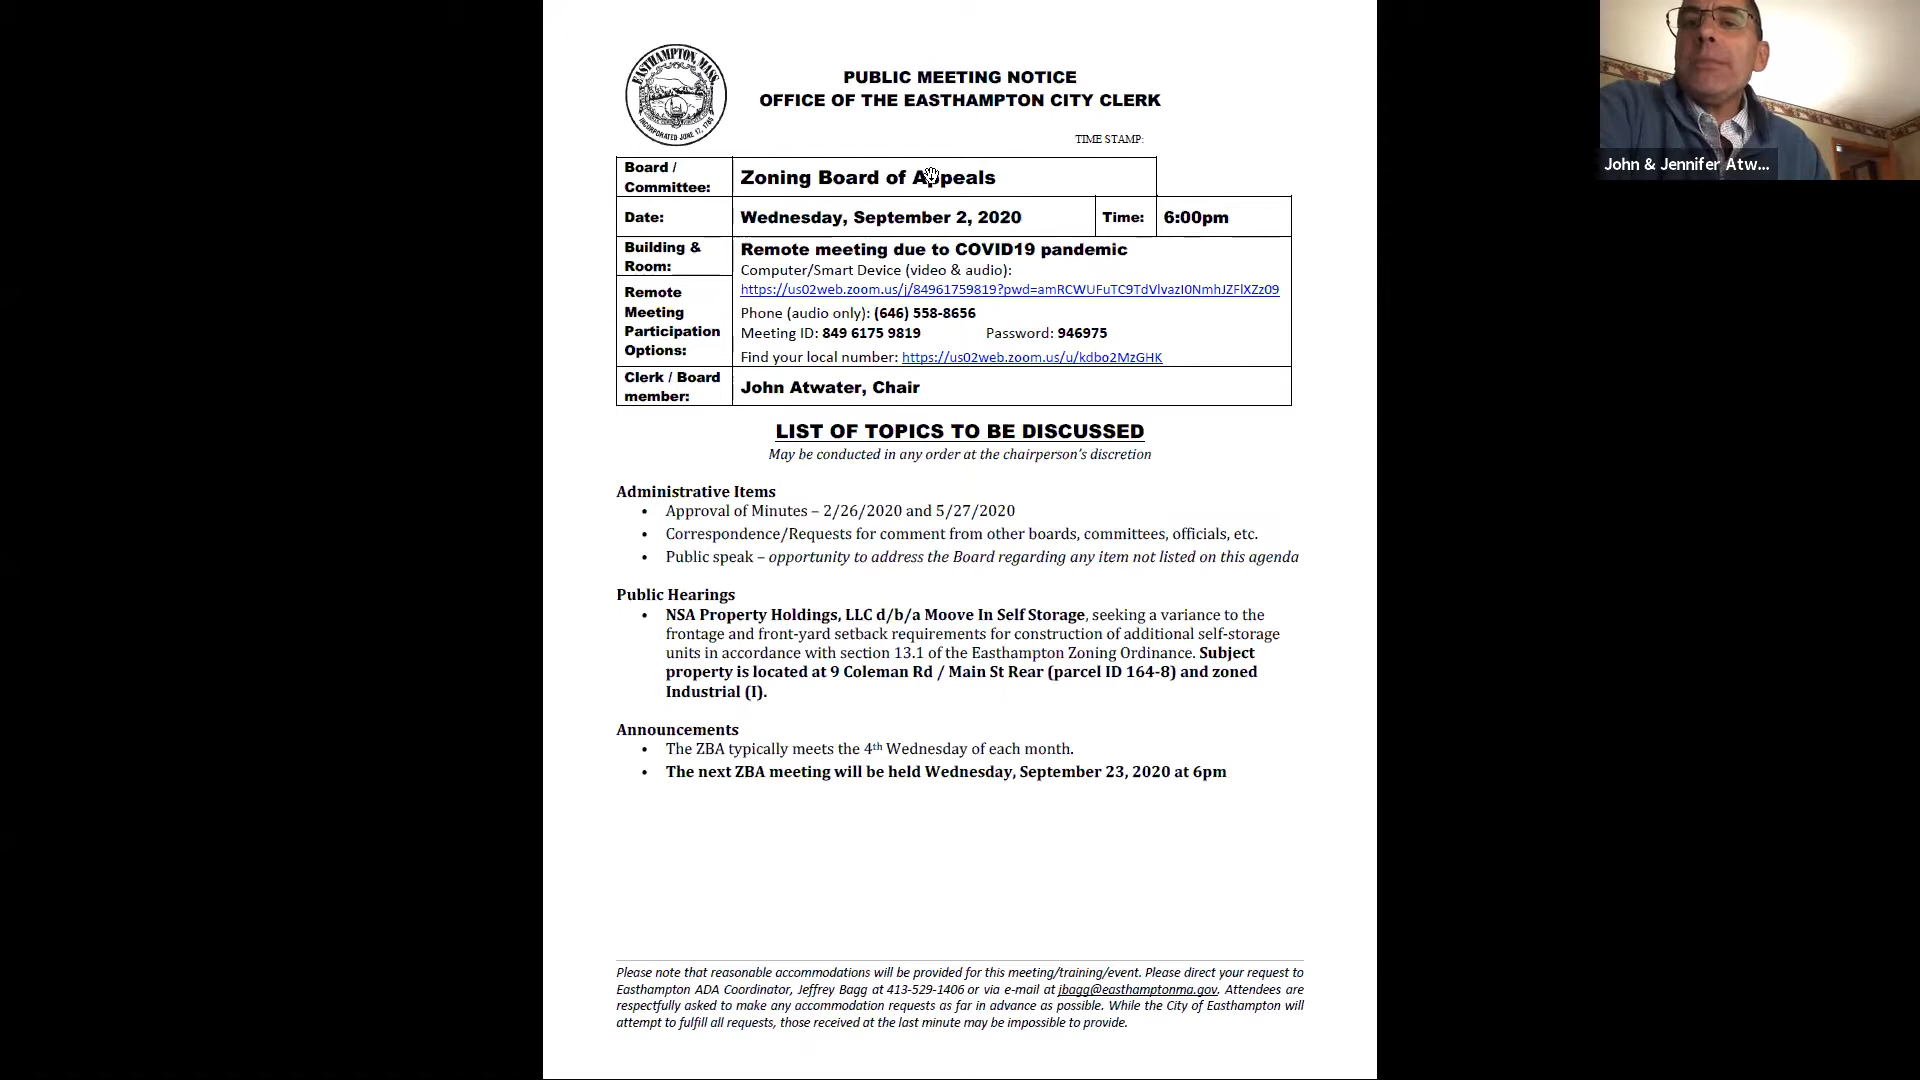 EASTHAMPTON, MASS.
INCORPORATED JUNE 17, 1785
PUBLIC MEETING NOTICE
OFFICE OF THE EASTHAMPTON CITY CLERK
TIME STAMP:
Board /
Committee:
Zoning Board of Appeals
Date:
Wednesday, September 2, 2020
Time:
6:00pm
Building &
Room:
Remote meeting due to COVID19 pandemic
Remote
Meeting
Participation
Options:
Computer/Smart Device (video & audio):
https://us02web.zoom.us/j/84961759819?pwd=amRCWUFuTC9TdVlvazI0NmhJZFlXZz09
Phone (audio only): (646) 558-8656
Meeting ID: 849 6175 9819 Password: 946975
Find your local number: https://us02web.zoom.us/u/kdbo2MzGHK
Clerk / Board
member:
John Atwater, Chair
LIST OF TOPICS TO BE DISCUSSED
May be conducted in any order at the chairperson's discretion
Administrative Items
• Approval of Minutes – 2/26/2020 and 5/27/2020
• Correspondence/Requests for comment from other boards, committees, officials, etc.
• Public speak – opportunity to address the Board regarding any item not listed on this agenda
Public Hearings
• NSA Property Holdings, LLC d/b/a Moove In Self Storage, seeking a variance to the
frontage and front-yard setback requirements for construction of additional self-storage
units in accordance with section 13.1 of the Easthampton Zoning Ordinance. Subject
property is located at 9 Coleman Rd / Main St Rear (parcel ID 164-8) and zoned
Industrial (I).
Announcements
• The ZBA typically meets the 4th Wednesday of each month.
• The next ZBA meeting will be held Wednesday, September 23, 2020 at 6pm
Please note that reasonable accommodations will be provided for this meeting/training/event. Please direct your request to
Easthampton ADA Coordinator, Jeffrey Bagg at 413-529-1406 or via e-mail at jbagg@easthamptonma.gov. Attendees are
respectfully asked to make any accommodation requests as far in advance as possible. While the City of Easthampton will
attempt to fulfill all requests, those received at the last minute may be impossible to provide.
John & Jennifer Atw...